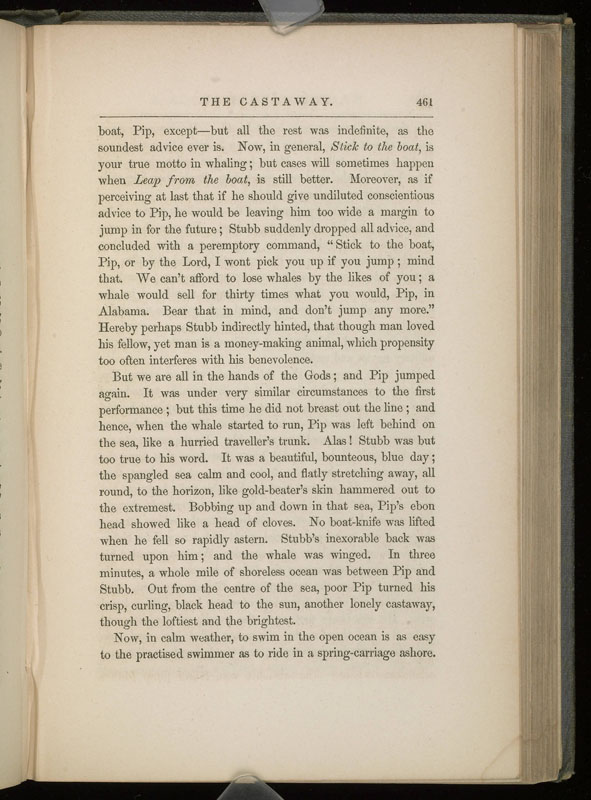 THE CASTAWAY. 461
boat, Pip, except—but all the rest was indefinite, as the
soundest advice ever is. Now, in general, Stick to the boat, is
your true motto in whaling; but cases will sometimes happen
when Leap from the boat, is still better. Moreover, as if
perceiving at last that if he should give undiluted conscientious
advice to Pip, he would be leaving him too wide a margin to
jump in for the future; Stubb suddenly dropped all advice, and
concluded with a peremptory command, "Stick to the boat,
Pip, or by the Lord, I wont pick you up if you jump; mind
that. We can't afford to lose whales by the likes of you; a
whale would sell for thirty times what you would, Pip, in
Alabama. Bear that in mind, and don't jump any more."
Hereby perhaps Stubb indirectly hinted, that though man loved
his fellow, yet man is a money-making animal, which propensity
too often interferes with his benevolence.
But we are all in the hands of the Gods; and Pip jumped
again. It was under very similar circumstances to the first
performance; but this time he did not breast out the line; and
hence, when the whale started to run, Pip was left behind on
the sea, like a hurried traveller's trunk. Alas! Stubb was but
too true to his word. It was a beautiful, bounteous, blue day;
the spangled sea calm and cool, and flatly stretching away, all
round, to the horizon, like gold-beater's skin hammered out to
the extremest. Bobbing up and down in that sea, Pip's ebon
head showed like a head of cloves. No boat-knife was lifted
when he fell so rapidly astern. Stubb's inexorable back was
turned upon him; and the whale was winged. In three
minutes, a whole mile of shoreless ocean was between Pip and
Stubb. Out from the centre of the sea, poor Pip turned his
crisp, curling, black head to the sun, another lonely castaway,
though the loftiest and the brightest.
Now, in calm weather, to swim in the open ocean is as easy
to the practised swimmer as to ride in a spring-carriage ashore.